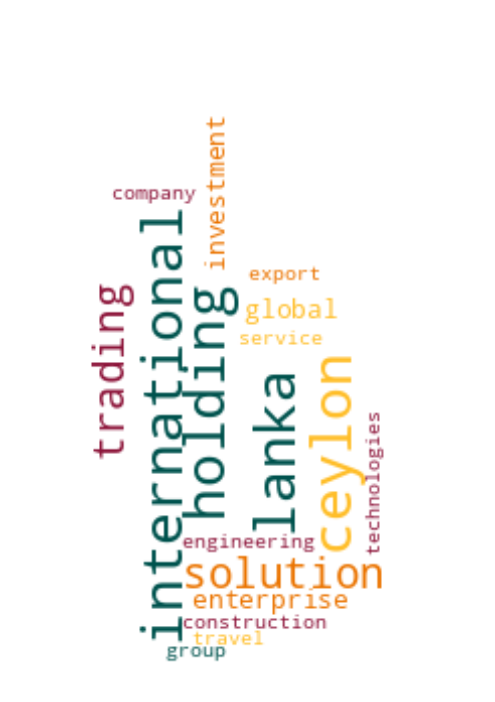 investment
company
international
export
trading
holding
global
service
ceylon
lanka
technologies
engineering
solution
enterprise
construction
travel
group